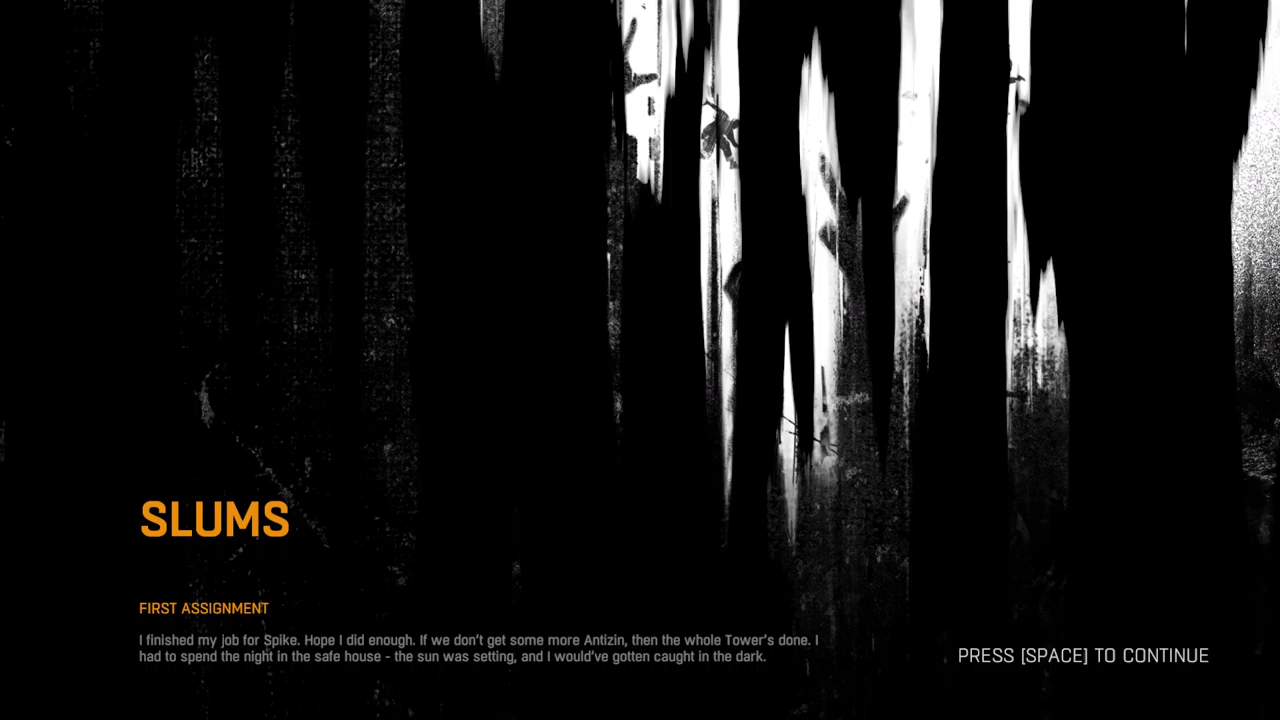 SLUMS
FIRST ASSIGNMENT
I finished my job for Spike. Hope I did enough. If we don't get some more Antizin, then the whole Tower's done. I
had to spend the night in the safe house - the sun was setting, and I would've gotten caught in the dark.
PRESS [SPACE] TO CONTINUE